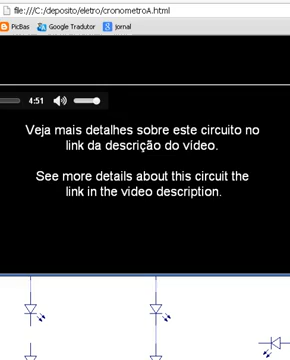 file:///C:/deposito/eletro/cronometroA.html
PicBas Google Tradutor jornal
4:51
Veja mais detalhes sobre este circuito no
link da descrição do vídeo.
See more details about this circuit the
link in the video description.